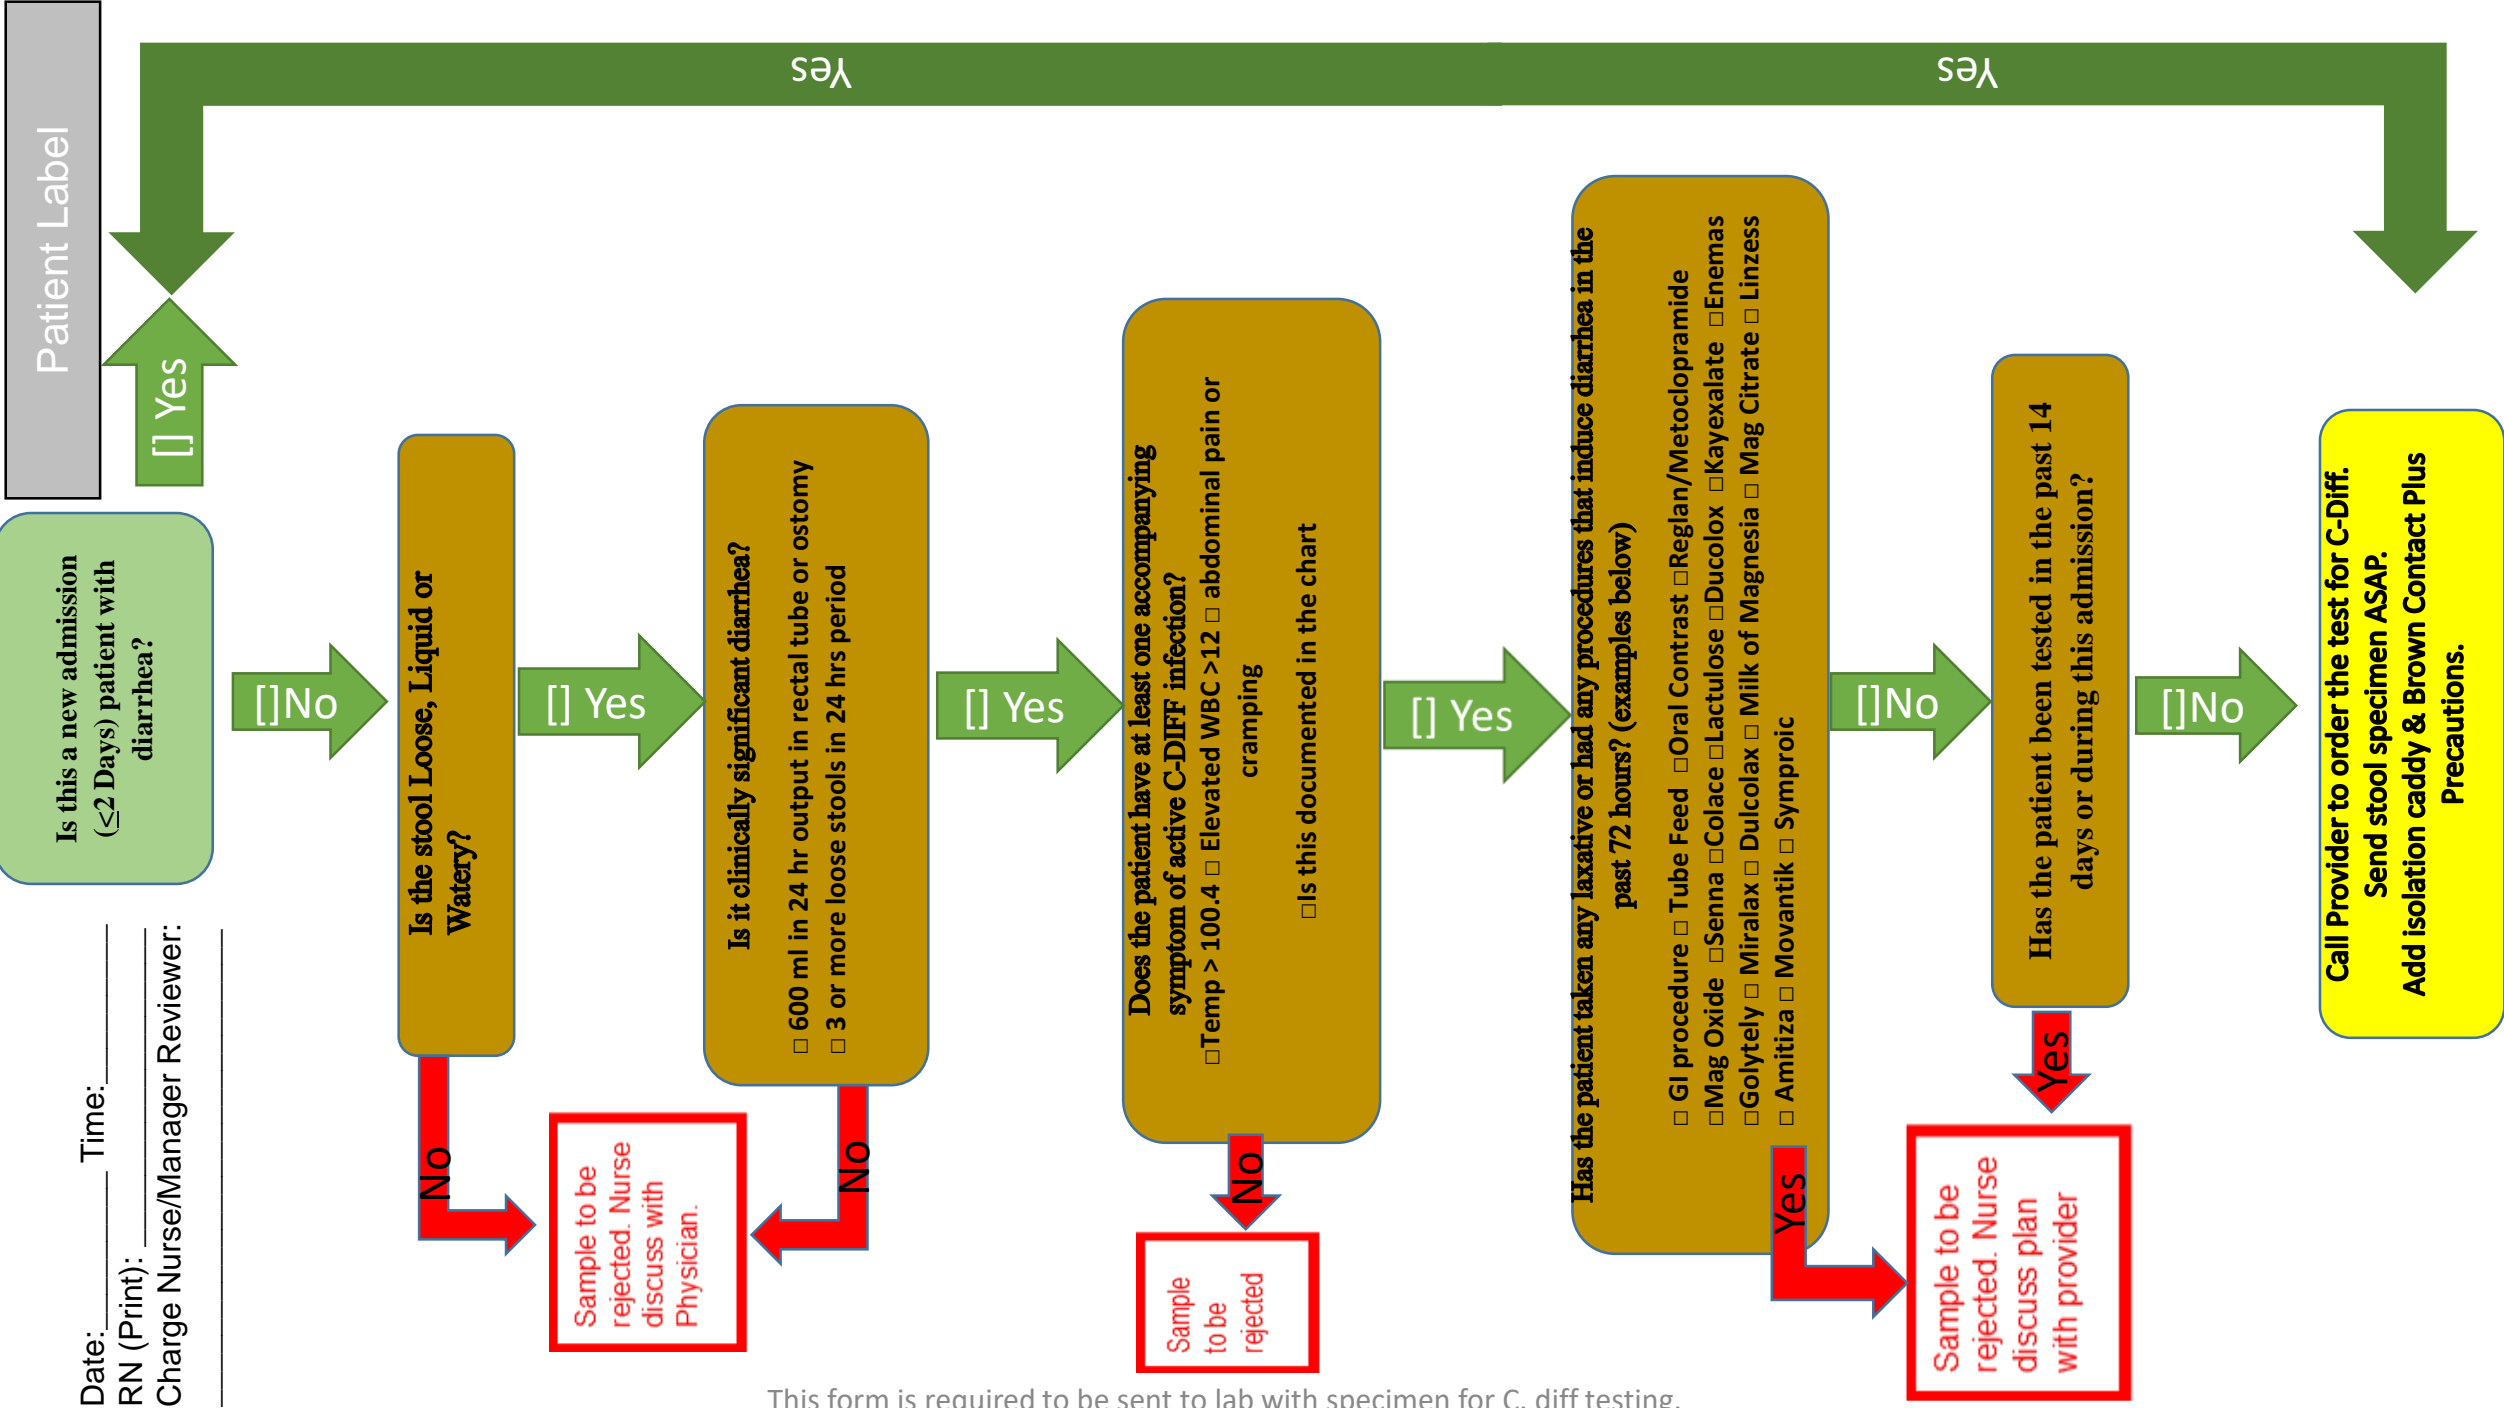 Date:________ Time:________
RN (Print): ________________
Charge Nurse/Manager Reviewer:
Patient Label
Is this a new admission
(≤2 Days) patient with
diarrhea?
[] Yes
Yes
Yes
[]No
Is the stool Loose, Liquid or
Watery?
No
[] Yes
Is it clinically significant diarrhea?
□ 600 ml in 24 hr output in rectal tube or ostomy
□ 3 or more loose stools in 24 hrs period
No
Sample to be
rejected. Nurse
discuss with
Physician.
[] Yes
Does the patient have at least one accompanying
symptom of active C-DIFF infection?
□Temp > 100.4 □ Elevated WBC >12 □ abdominal pain or
cramping
□Is this documented in the chart
No
Sample
to be
rejected
[] Yes
Has the patient taken any laxative or had any procedures that induce diarrhea in the
past 72 hours? (examples below)
□ GI procedure □ Tube Feed □Oral Contrast □Reglan/Metoclopramide
□Mag Oxide □Senna □Colace □Lactulose □Ducolox □Kayexalate □Enemas
□Golytely □ Miralax □ Dulcolax □ Milk of Magnesia □ Mag Citrate □ Linzess
□ Amitiza □ Movantik □ Symproic
Yes
[]No
Has the patient been tested in the past 14
days or during this admission?
Yes
Sample to be
rejected. Nurse
discuss plan
with provider
[]No
Call Provider to order the test for C-Diff.
Send stool specimen ASAP.
Add isolation caddy & Brown Contact Plus
Precautions.
This form is required to be sent to lab with specimen for C. diff testing.